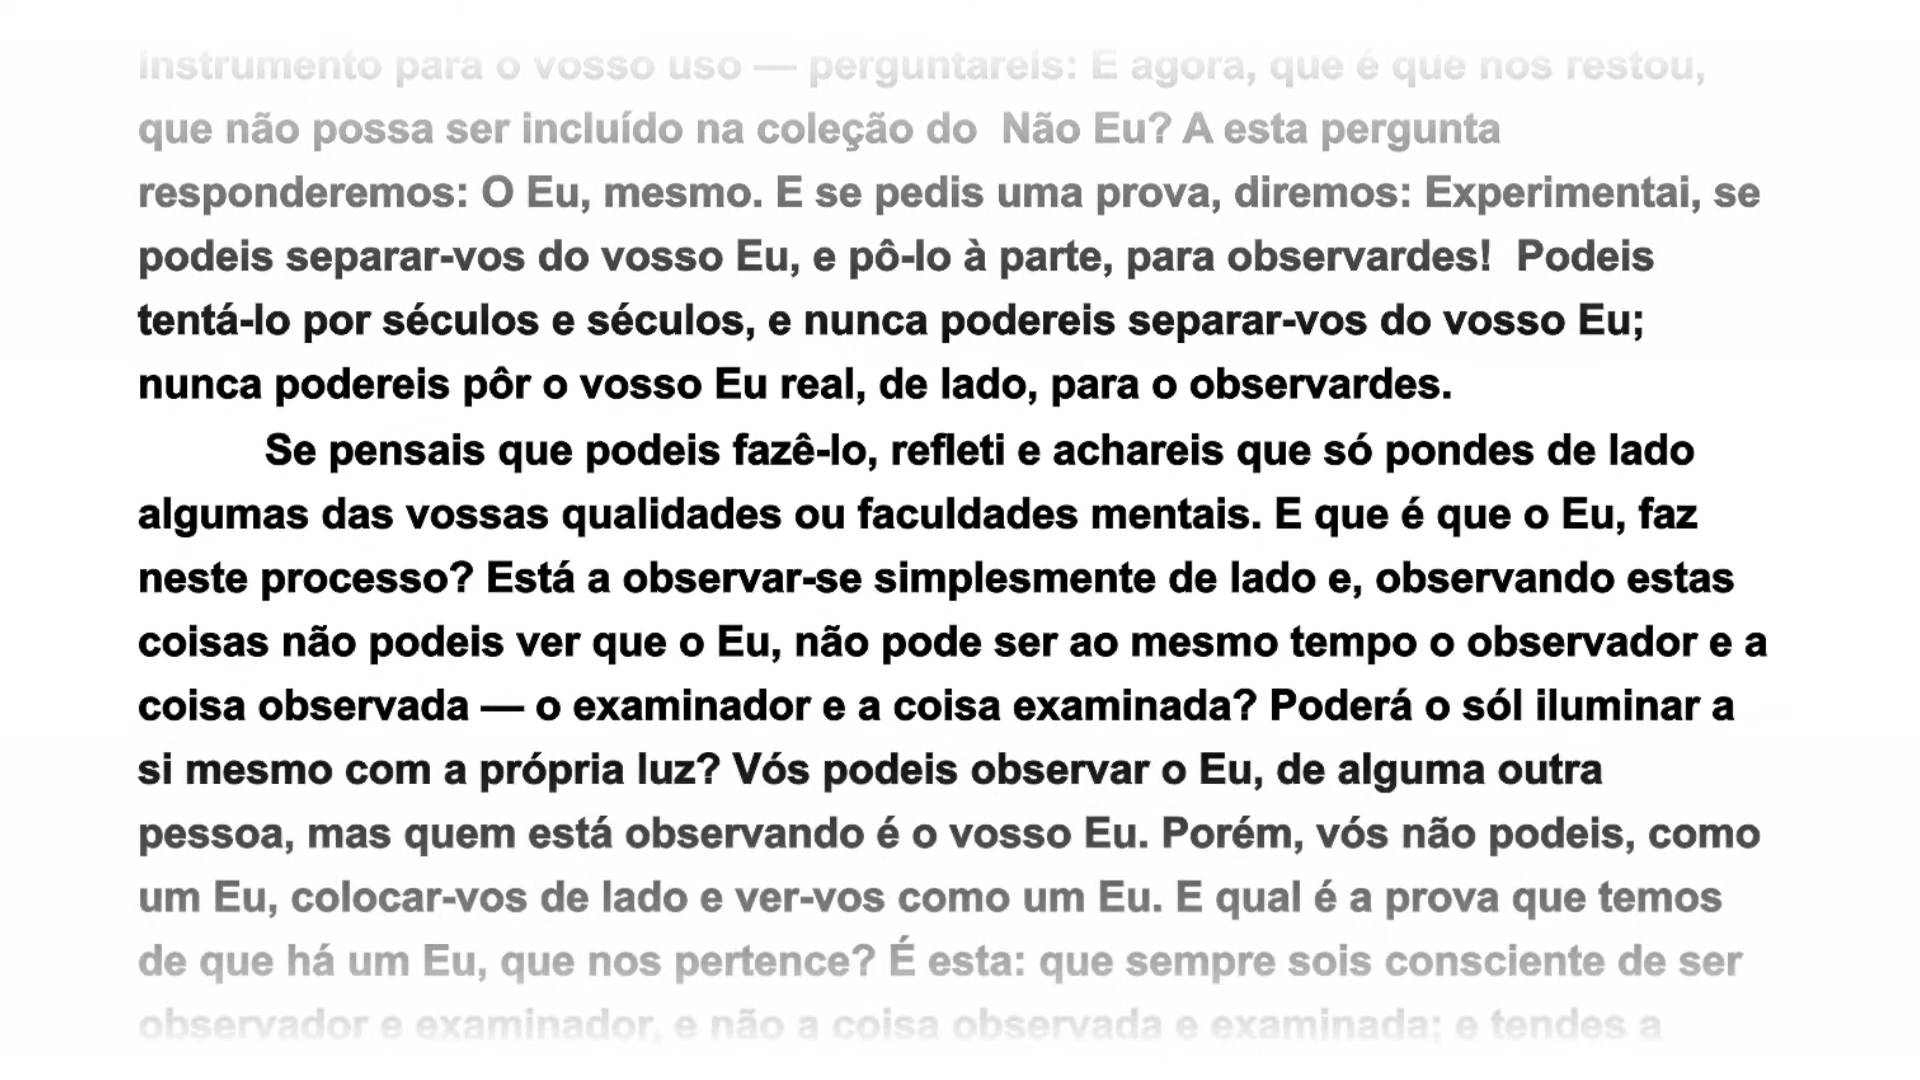 instrumento para o vosso uso — perguntareis: E agora, que é que nos restou,
que não possa ser incluído na coleção do  Não Eu? A esta pergunta
responderemos: O Eu, mesmo. E se pedis uma prova, diremos: Experimentai, se
podeis separar-vos do vosso Eu, e pô-lo à parte, para observardes!  Podeis
tentá-lo por séculos e séculos, e nunca podereis separar-vos do vosso Eu;
nunca podereis pôr o vosso Eu real, de lado, para o observardes.
Se pensais que podeis fazê-lo, refleti e achareis que só pondes de lado
algumas das vossas qualidades ou faculdades mentais. E que é que o Eu, faz
neste processo? Está a observar-se simplesmente de lado e, observando estas
coisas não podeis ver que o Eu, não pode ser ao mesmo tempo o observador e a
coisa observada — o examinador e a coisa examinada? Poderá o sól iluminar a
si mesmo com a própria luz? Vós podeis observar o Eu, de alguma outra
pessoa, mas quem está observando é o vosso Eu. Porém, vós não podeis, como
um Eu, colocar-vos de lado e ver-vos como um Eu. E qual é a prova que temos
de que há um Eu, que nos pertence? É esta: que sempre sois consciente de ser
observador e examinador, e não a coisa observada e examinada; e tendes a